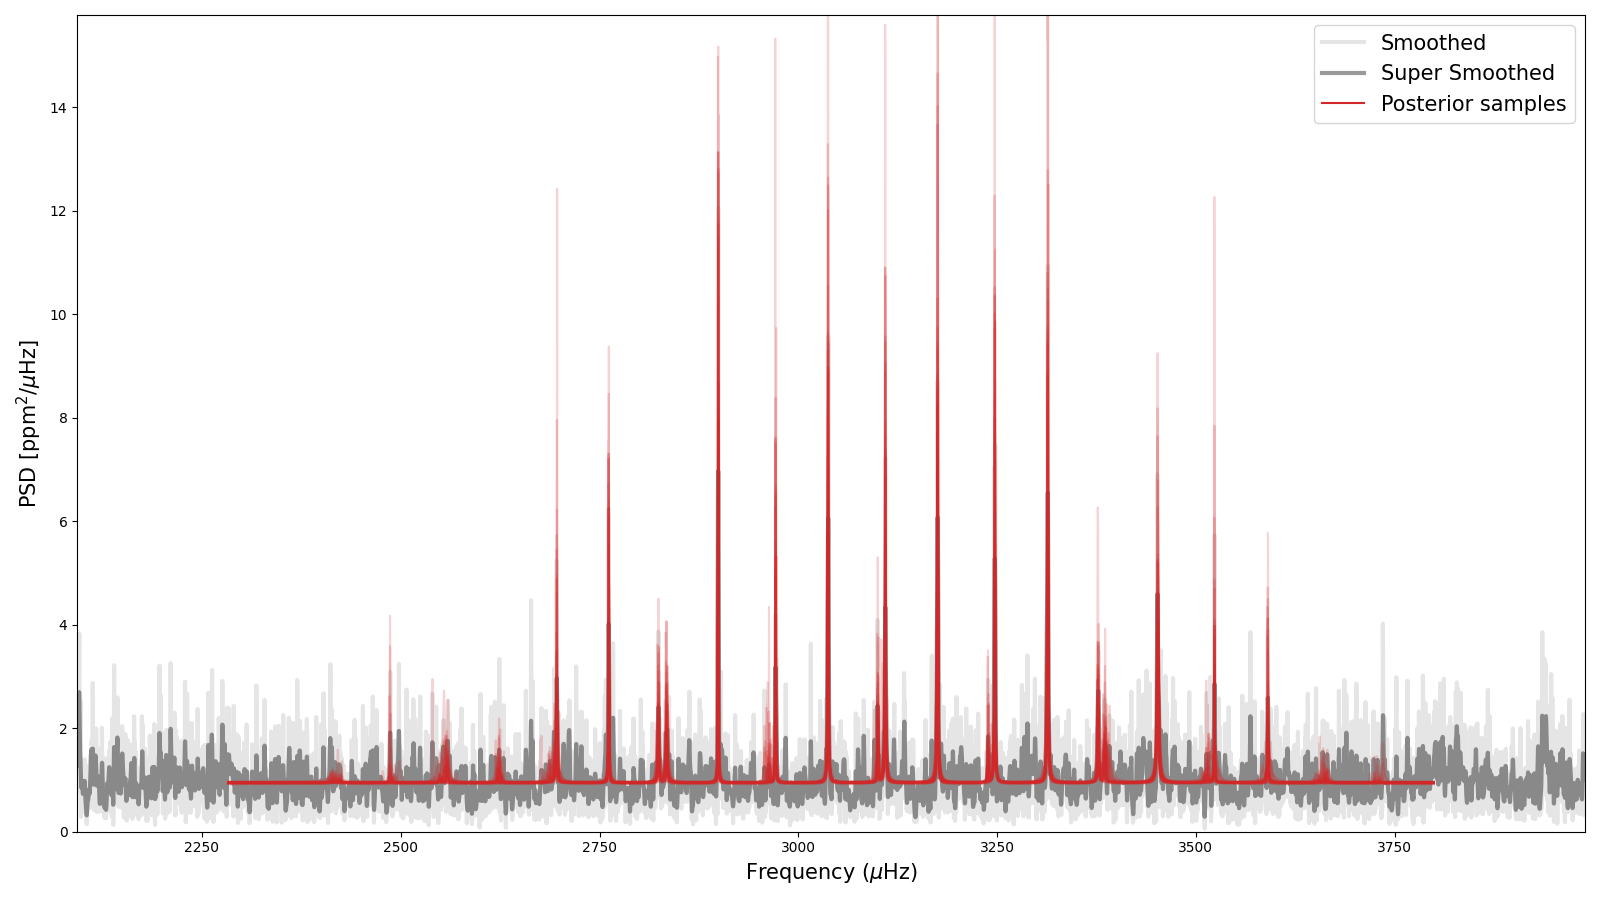 Smoothed
Super Smoothed
Posterior samples
14
12
10
8
6
4
2
0
PSD [ppm²/μHz]
2250 2500 2750 3000 3250 3500 3750
Frequency (μHz)